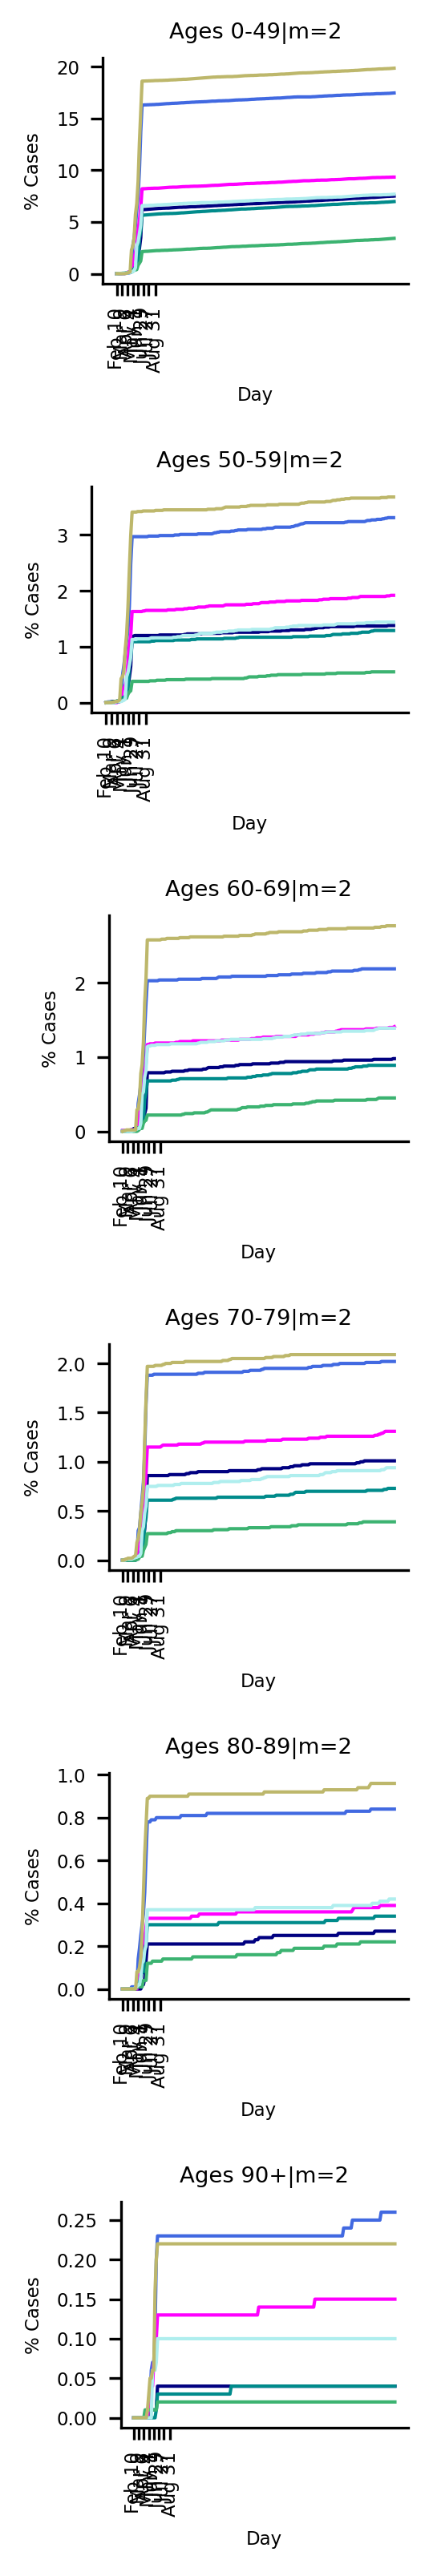 Ages 0-49|m=2
20
15
10
5
0
% Cases
Feb 10
Aug 31
Day
Ages 50-59|m=2
3
2
1
0
% Cases
Feb 10
Aug 31
Day
Ages 60-69|m=2
2
1
0
% Cases
Feb 10
Aug 31
Day
Ages 70-79|m=2
2.0
1.5
1.0
0.5
0.0
% Cases
Feb 10
Aug 31
Day
Ages 80-89|m=2
1.0
0.8
0.6
0.4
0.2
0.0
% Cases
Feb 10
Aug 31
Day
Ages 90+|m=2
0.25
0.20
0.15
0.10
0.05
0.00
% Cases
Feb 10
Aug 31
Day